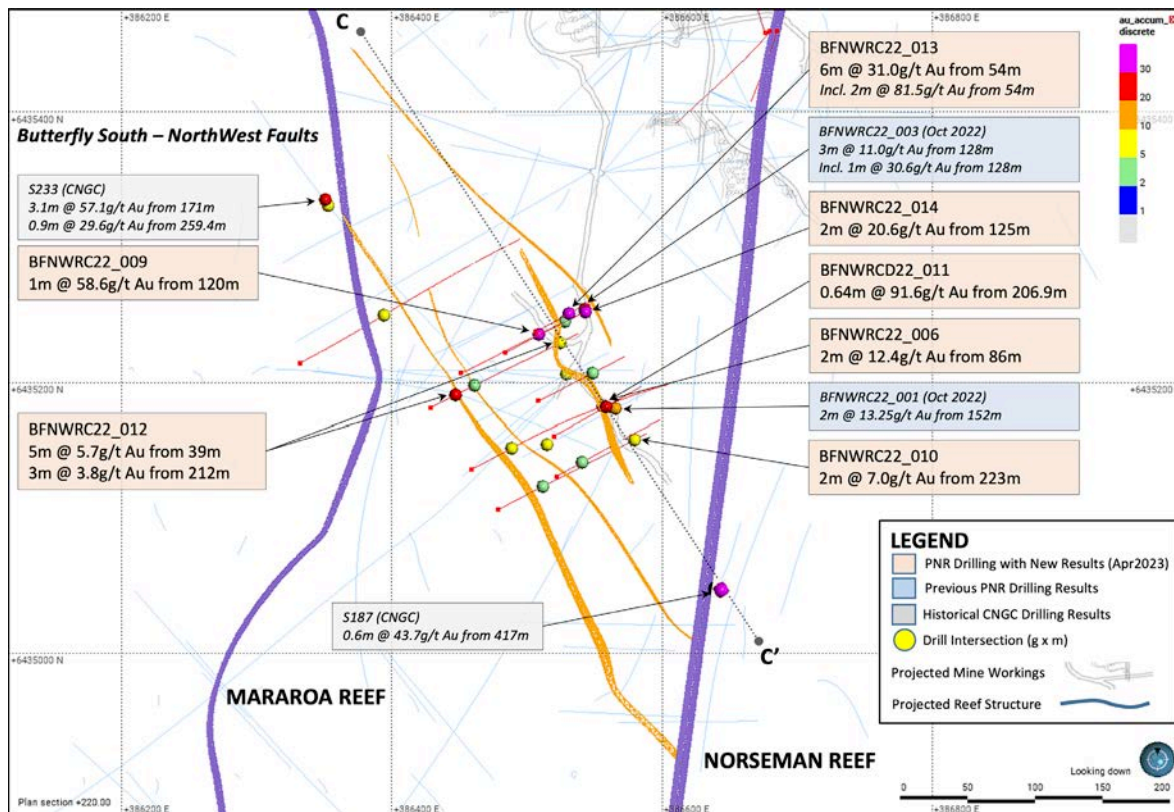 +386200 E
+386400 E
+386600 E
+386800 E
C
au_accum_
discrete
30
20
10
5
2
1
BFNWRC22_013
6m @ 31.0g/t Au from 54m
Incl. 2m @ 81.5g/t Au from 54m
+6435400 N
Butterfly South – NorthWest Faults
BFNWRC22_003 (Oct 2022)
3m @ 11.0g/t Au from 128m
Incl. 1m @ 30.6g/t Au from 128m
S233 (CNGC)
3.1m @ 57.1g/t Au from 171m
0.9m @ 29.6g/t Au from 259.4m
BFNWRC22_014
2m @ 20.6g/t Au from 125m
BFNWRC22_009
1m @ 58.6g/t Au from 120m
BFNWRCD22_011
0.64m @ 91.6g/t Au from 206.9m
BFNWRC22_006
2m @ 12.4g/t Au from 86m
+6435200 N
+6435200 N
BFNWRC22_001 (Oct 2022)
2m @ 13.25g/t Au from 152m
BFNWRC22_012
5m @ 5.7g/t Au from 39m
3m @ 3.8g/t Au from 212m
BFNWRC22_010
2m @ 7.0g/t Au from 223m
LEGEND
PNR Drilling with New Results (Apr2023)
Previous PNR Drilling Results
Historical CNGC Drilling Results
Drill Intersection (g x m)
Projected Mine Workings
Projected Reef Structure
S187 (CNGC)
0.6m @ 43.7g/t Au from 417m
C'
+6435000 N
MARAROA REEF
NORSEMAN REEF
Looking down
0 50 100 150 200
Plan section +220.00
+386200 E
+386400 E
+386600 E
+386800 E